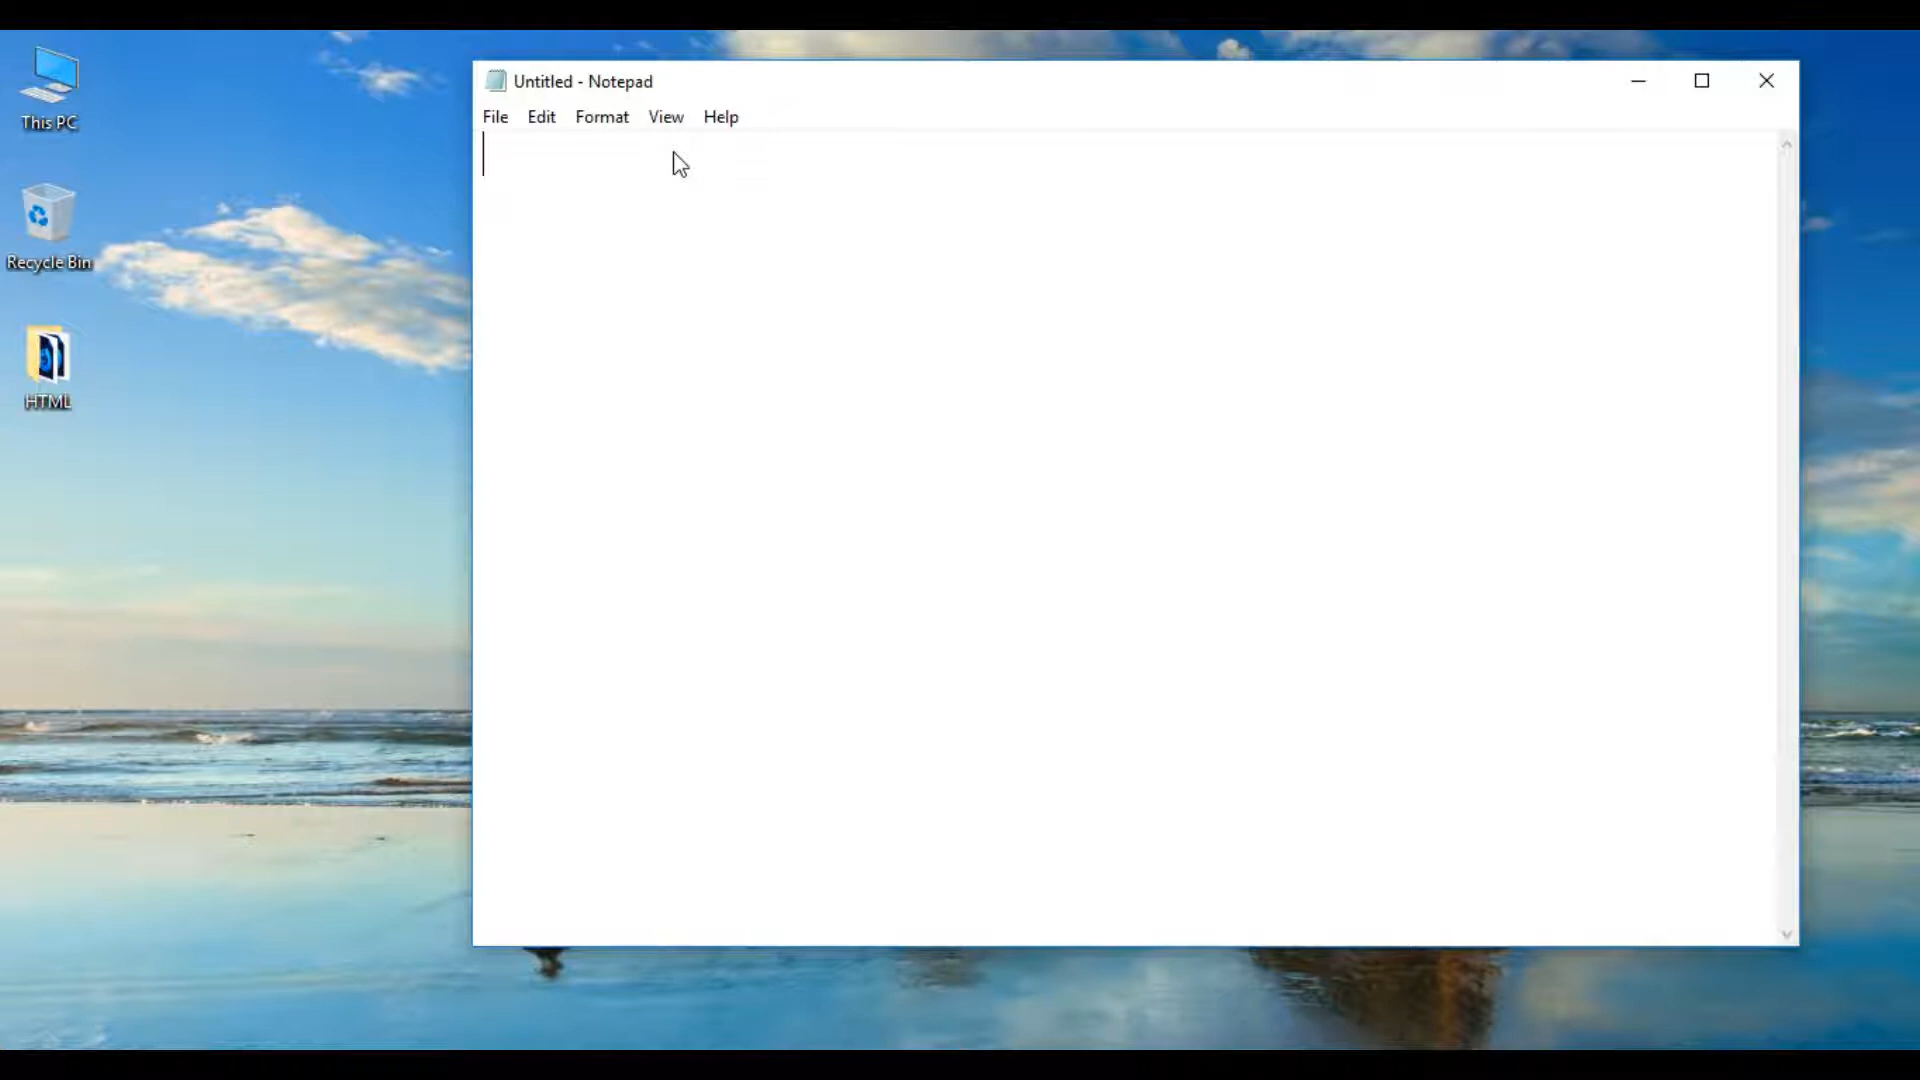 This PC
Recycle Bin
HTML
Untitled - Notepad
File Edit Format View Help